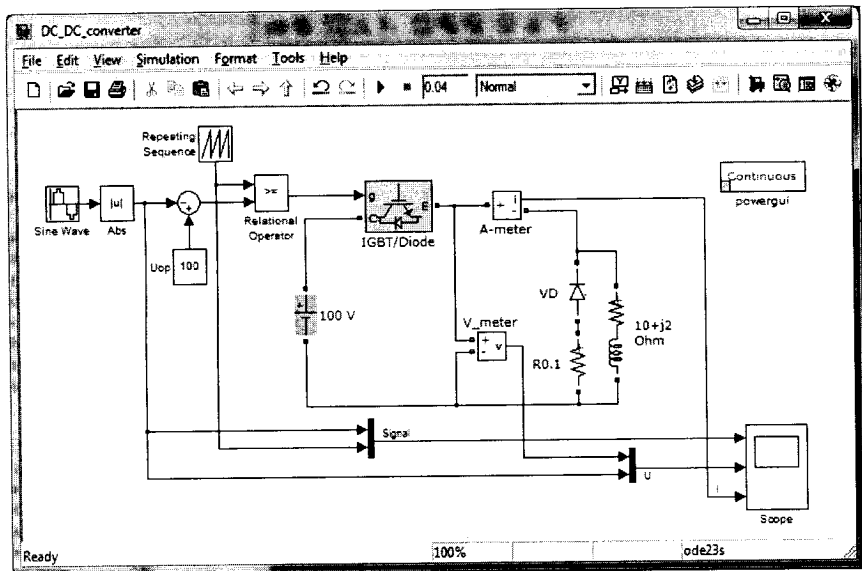 DC_DC_converter
File Edit View Simulation Format Tools Help
0.04 Normal
Repeating
Sequence
>=
Relational
Operator
Sine Wave
|u|
Abs
-
+
Uop
100
g
C
E
IGBT/Diode
+
-
i
A-meter
Continuous
powergui
+
100 V
V_meter
+
-
v
VD
R0.1
10+j2
Ohm
Signal
U
i
Scope
Ready 100% ode23s